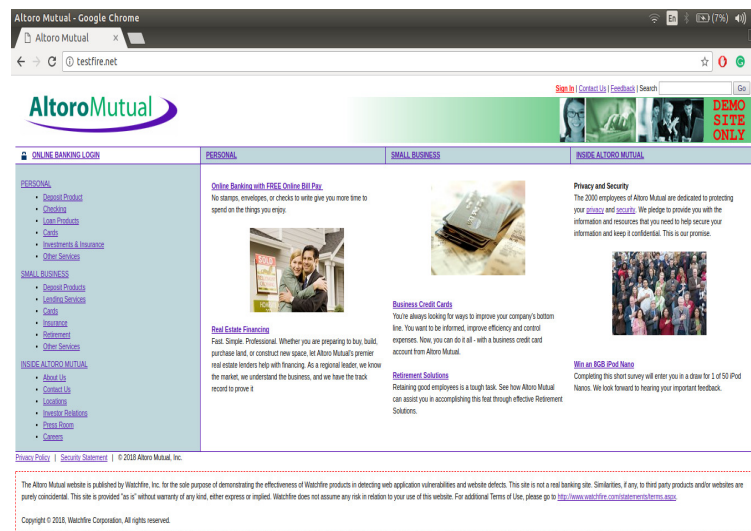 Altoro Mutual - Google Chrome
En
(7%)
Altoro Mutual
testfire.net
Sign In | Contact Us | Feedback | Search
Go
AltoroMutual
DEMO
SITE
ONLY
ONLINE BANKING LOGIN
PERSONAL
SMALL BUSINESS
INSIDE ALTORO MUTUAL
PERSONAL
Deposit Product
Checking
Loan Products
Cards
Investments & Insurance
Other Services
SMALL BUSINESS
Deposit Products
Lending Services
Cards
Insurance
Retirement
Other Services
INSIDE ALTORO MUTUAL
About Us
Contact Us
Locations
Investor Relations
Press Room
Careers
Online Banking with FREE Online Bill Pay
No stamps, envelopes, or checks to write give you more time to
spend on the things you enjoy.
SOLD
Real Estate Financing
Fast. Simple. Professional. Whether you are preparing to buy, build,
purchase land, or construct new space, let Altoro Mutual's premier
real estate lenders help with financing. As a regional leader, we know
the market, we understand the business, and we have the track
record to prove it
Business Credit Cards
You're always looking for ways to improve your company's bottom
line. You want to be informed, improve efficiency and control
expenses. Now, you can do it all - with a business credit card
account from Altoro Mutual.
Retirement Solutions
Retaining good employees is a tough task. See how Altoro Mutual
can assist you in accomplishing this feat through effective Retirement
Solutions.
Privacy and Security
The 2000 employees of Altoro Mutual are dedicated to protecting
your privacy and security. We pledge to provide you with the
information and resources that you need to help secure your
information and keep it confidential. This is our promise.
Win an 8GB iPod Nano
Completing this short survey will enter you in a draw for 1 of 50 iPod
Nanos. We look forward to hearing your important feedback.
Privacy Policy | Security Statement | © 2018 Altoro Mutual, Inc.
The Altoro Mutual website is published by Watchfire, Inc. for the sole purpose of demonstrating the effectiveness of Watchfire products in detecting web application vulnerabilities and website defects. This site is not a real banking site. Similarities, if any, to third party products and/or websites are
purely coincidental. This site is provided "as is" without warranty of any kind, either express or implied. Watchfire does not assume any risk in relation to your use of this website. For additional Terms of Use, please go to http://www.watchfire.com/statements/terms.aspx.
Copyright © 2018, Watchfire Corporation, All rights reserved.